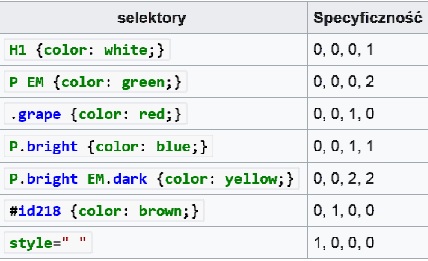 selektory Specyficzność
H1 {color: white;} 0, 0, 0, 1
P EM {color: green;} 0, 0, 0, 2
.grape {color: red;} 0, 0, 1, 0
P.bright {color: blue;} 0, 0, 1, 1
P.bright EM.dark {color: yellow;} 0, 0, 2, 2
#id218 {color: brown;} 0, 1, 0, 0
style=" " 1, 0, 0, 0